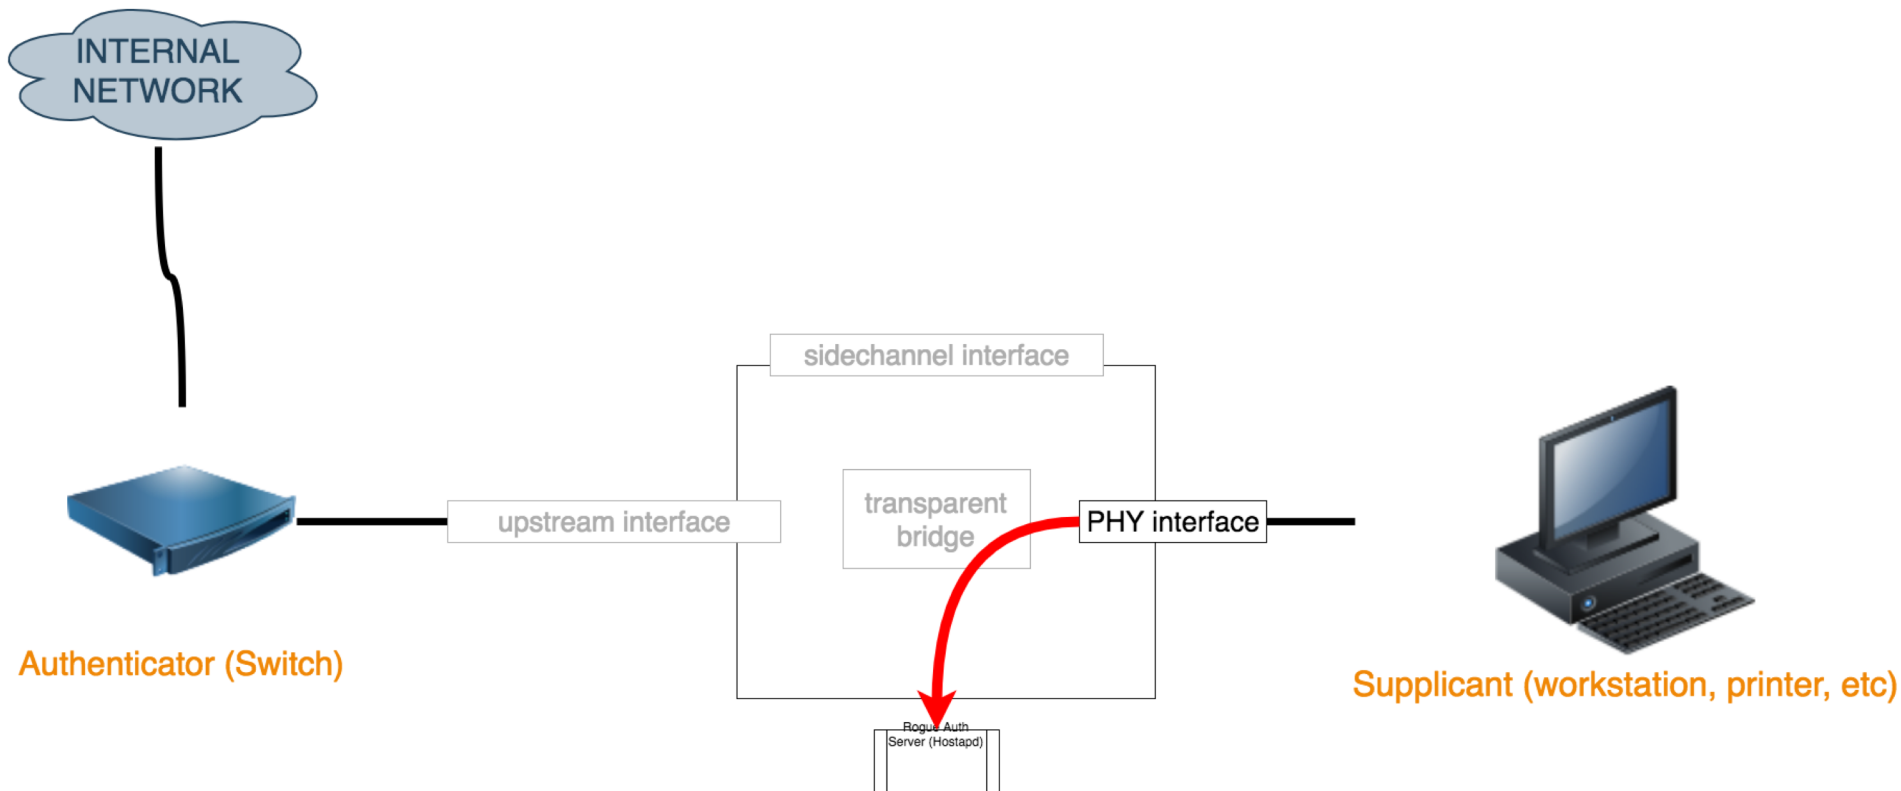 INTERNAL
NETWORK
sidechannel interface
upstream interface
transparent
bridge
PHY interface
Authenticator (Switch)
Supplicant (workstation, printer, etc)
Rogue Auth
Server (Hostapd)